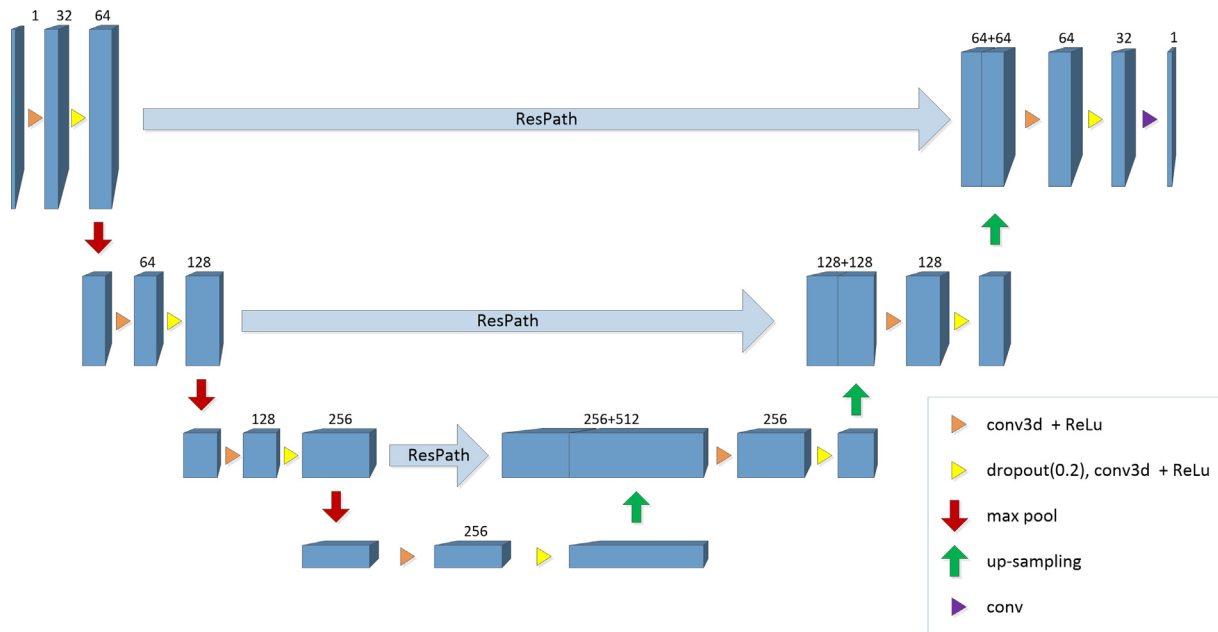 1 32 64
64+64 64 32 1
ResPath
64 128
128+128 128
ResPath
128 256
256+512 256
ResPath
256
conv3d + ReLu
dropout(0.2), conv3d + ReLu
max pool
up-sampling
conv